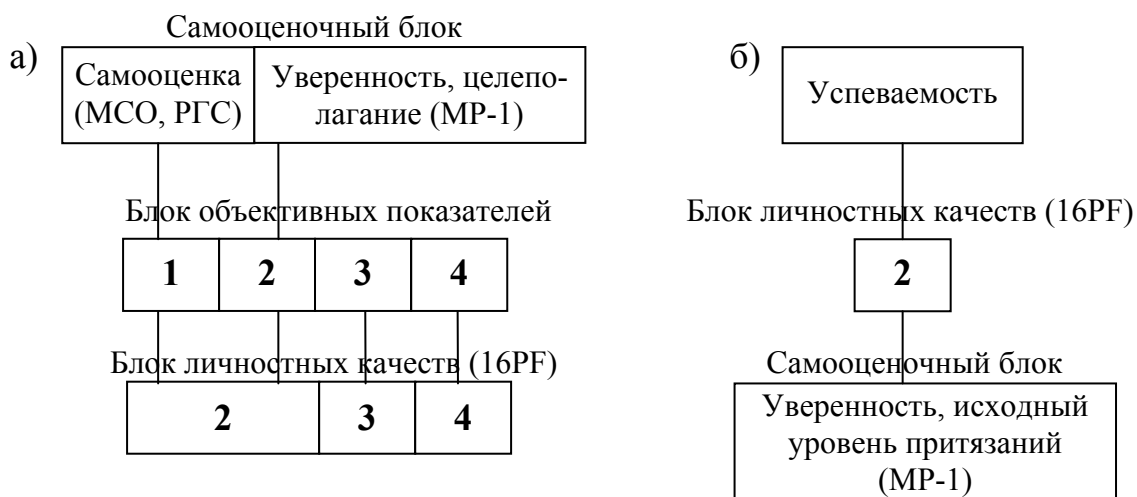 а)
Самооценочный блок
Самооценка
(МСО, РГС)
Уверенность, целепо-
лагание (МР-1)
Блок объективных показателей
1 2 3 4
Блок личностных качеств (16PF)
2 3 4
б)
Успеваемость
Блок личностных качеств (16PF)
2
Самооценочный блок
Уверенность, исходный
уровень притязаний
(МР-1)